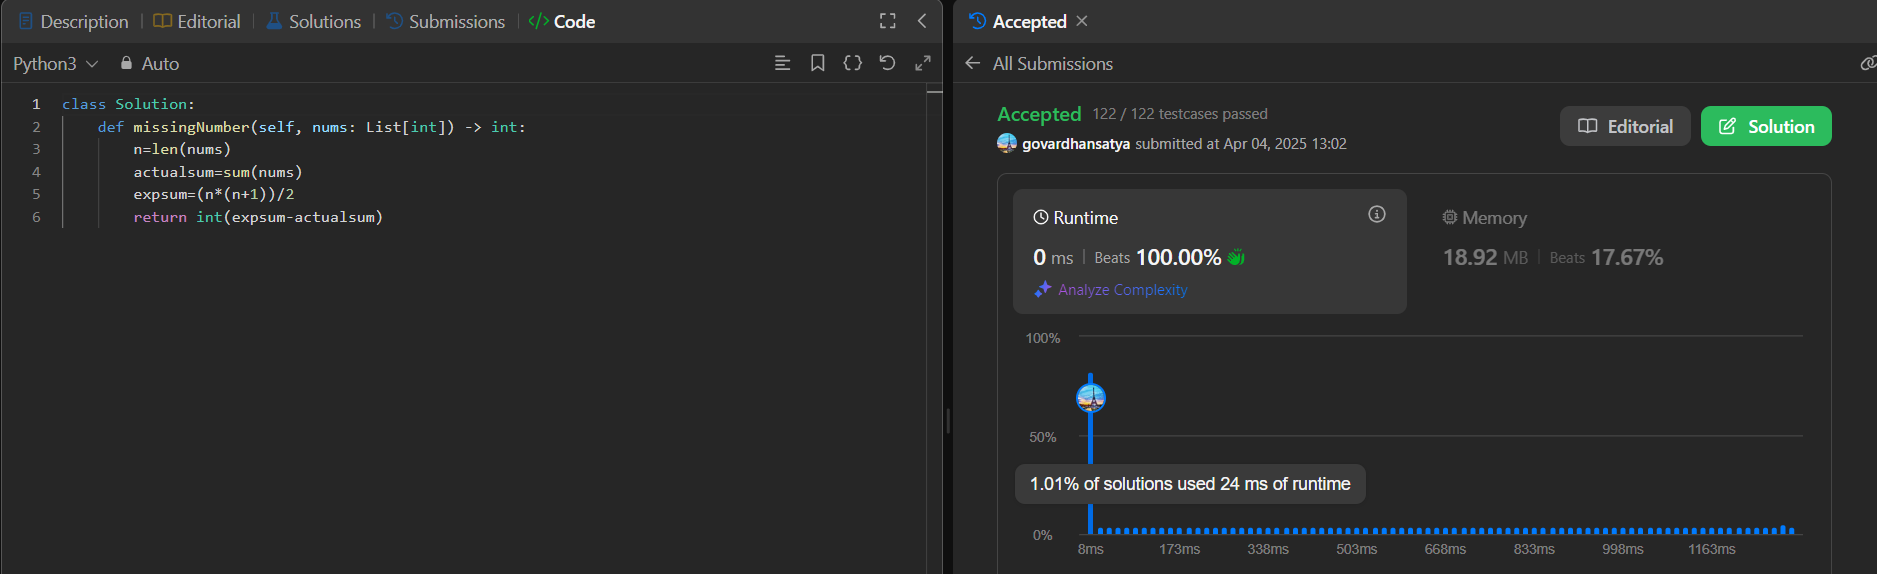 Description | Editorial | Solutions | Submissions | </> Code
Python3 Auto
1 class Solution:
2 def missingNumber(self, nums: List[int]) -> int:
3 n=len(nums)
4 actualsum=sum(nums)
5 expsum=(n*(n+1))/2
6 return int(expsum-actualsum)
Accepted
All Submissions
Accepted 122 / 122 testcases passed
govardhansatya submitted at Apr 04, 2025 13:02
Editorial
Solution
Runtime
0 ms | Beats 100.00%
Analyze Complexity
Memory
18.92 MB | Beats 17.67%
100%
50%
1.01% of solutions used 24 ms of runtime
0%
8ms 173ms 338ms 503ms 668ms 833ms 998ms 1163ms